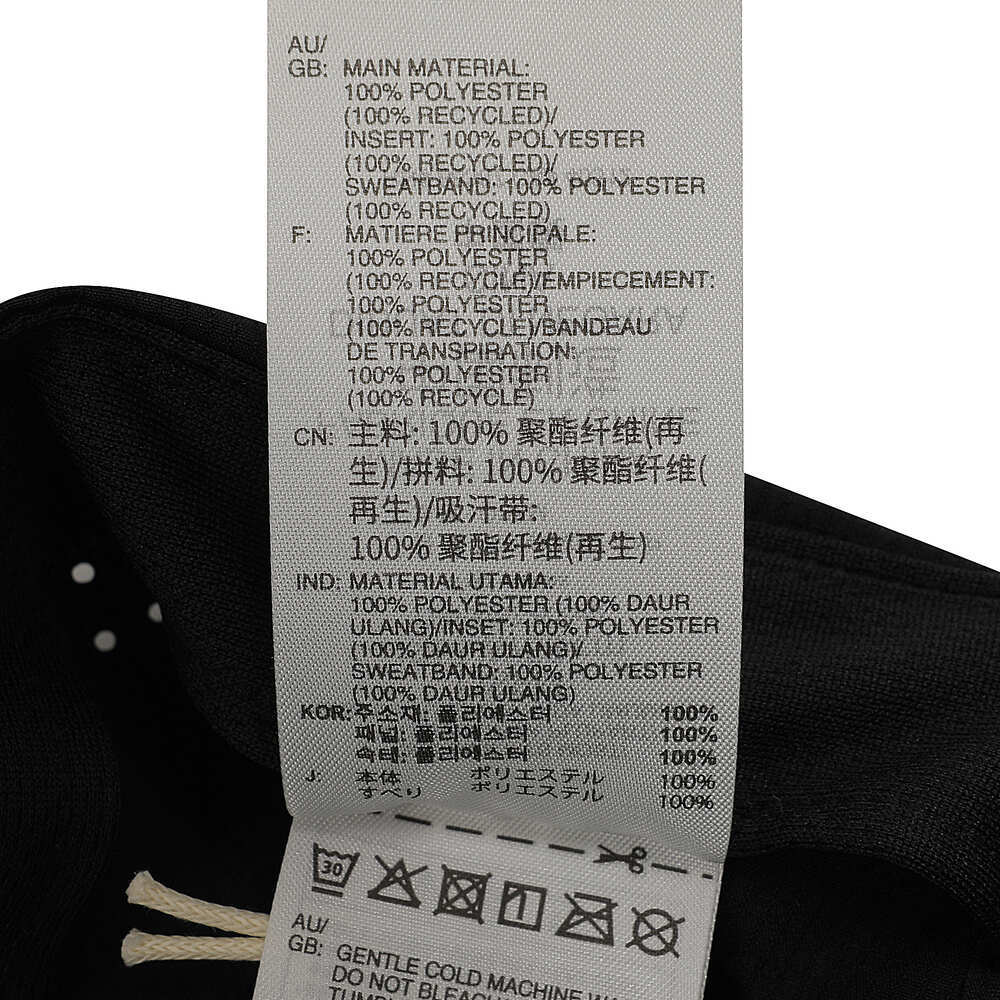 AU/
GB: MAIN MATERIAL:
100% POLYESTER
(100% RECYCLED)/
INSERT: 100% POLYESTER
(100% RECYCLED)/
SWEATBAND: 100% POLYESTER
(100% RECYCLED)
F: MATIERE PRINCIPALE:
100% POLYESTER
(100% RECYCLÉ)/EMPIECEMENT:
100% POLYESTER
(100% RECYCLÉ)/BANDEAU
DE TRANSPIRATION:
100% POLYESTER
(100% RECYCLÉ)
CN: 主料: 100% 聚酯纤维(再
生)/拼料: 100% 聚酯纤维(
再生)/吸汗带:
100% 聚酯纤维(再生)
IND: MATERIAL UTAMA:
100% POLYESTER (100% DAUR
ULANG)/INSET: 100% POLYESTER
(100% DAUR ULANG)/
SWEATBAND: 100% POLYESTER
(100% DAUR ULANG)
KOR: 주소재: 폴리에스터 100%
패널: 폴리에스터 100%
속태: 폴리에스터 100%
J: 本体 ポリエステル 100%
すべり ポリエステル 100%
30
AU/
GB: GENTLE COLD MACHINE
DO NOT BLEACH